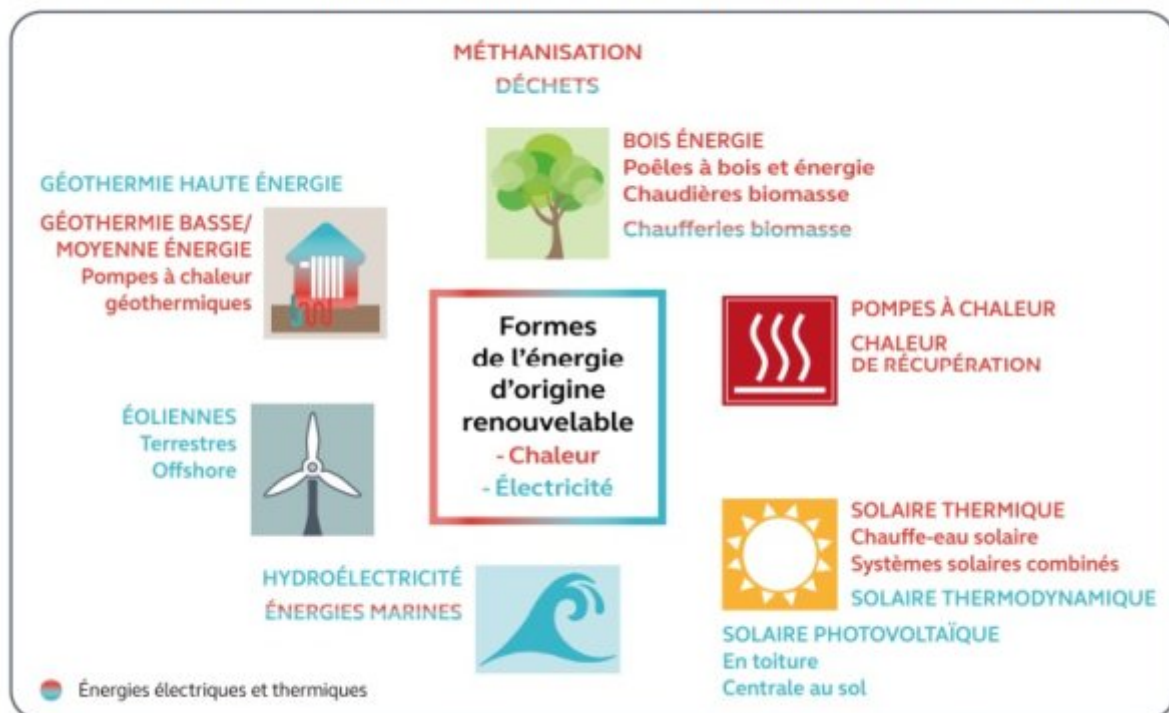 MÉTHANISATION
DÉCHETS
BOIS ÉNERGIE
Poêles à bois et énergie
Chaudières biomasse
Chaufferies biomasse
GÉOTHERMIE HAUTE ÉNERGIE
GÉOTHERMIE BASSE/
MOYENNE ÉNERGIE
Pompes à chaleur
géothermiques
Formes
de l'énergie
d'origine
renouvelable
- Chaleur
- Électricité
POMPES À CHALEUR
CHALEUR
DE RÉCUPÉRATION
ÉOLIENNES
Terrestres
Offshore
SOLAIRE THERMIQUE
Chauffe-eau solaire
Systèmes solaires combinés
SOLAIRE THERMODYNAMIQUE
SOLAIRE PHOTOVOLTAÏQUE
En toiture
Centrale au sol
HYDROÉLECTRICITÉ
ÉNERGIES MARINES
Énergies électriques et thermiques